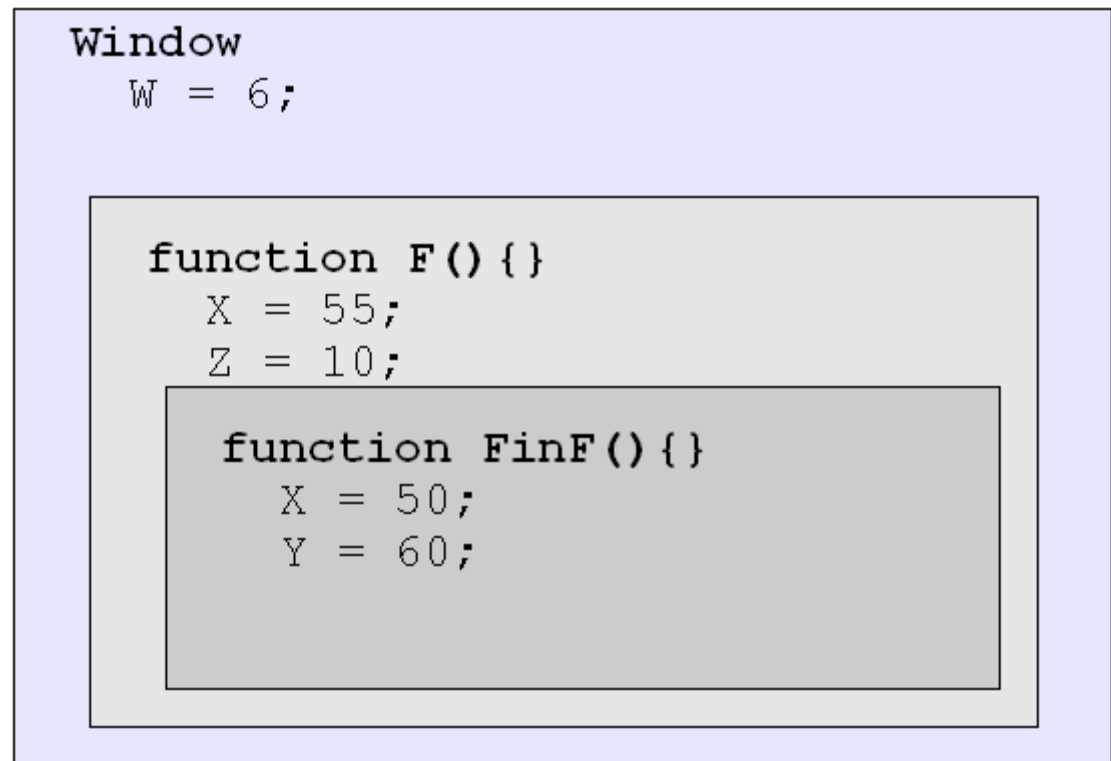 Window
W = 6;
function F(){}
X = 55;
Z = 10;
function FinF(){}
X = 50;
Y = 60;